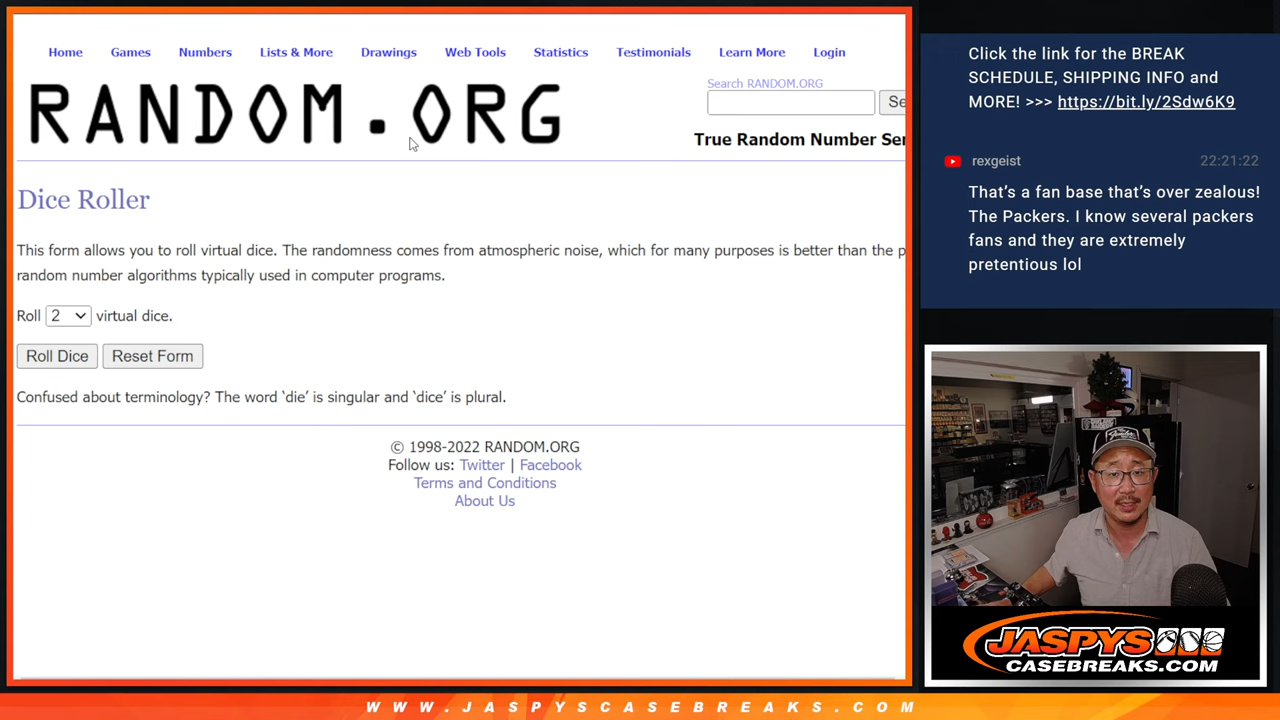 Home Games Numbers Lists & More Drawings Web Tools Statistics Testimonials Learn More Login
RANDOM.ORG
Search RANDOM.ORG
Se
True Random Number Ser
Dice Roller
This form allows you to roll virtual dice. The randomness comes from atmospheric noise, which for many purposes is better than the p
random number algorithms typically used in computer programs.
Roll 2 virtual dice.
Roll Dice Reset Form
Confused about terminology? The word ‘die’ is singular and ‘dice’ is plural.
© 1998-2022 RANDOM.ORG
Follow us: Twitter | Facebook
Terms and Conditions
About Us
Click the link for the BREAK
SCHEDULE, SHIPPING INFO and
MORE! >>> https://bit.ly/2Sdw6K9
rexgeist 22:21:22
That’s a fan base that’s over zealous!
The Packers. I know several packers
fans and they are extremely
pretentious lol
JASPYS
CASEBREAKS.COM
WWW.JASPYSCASEBREAKS.COM